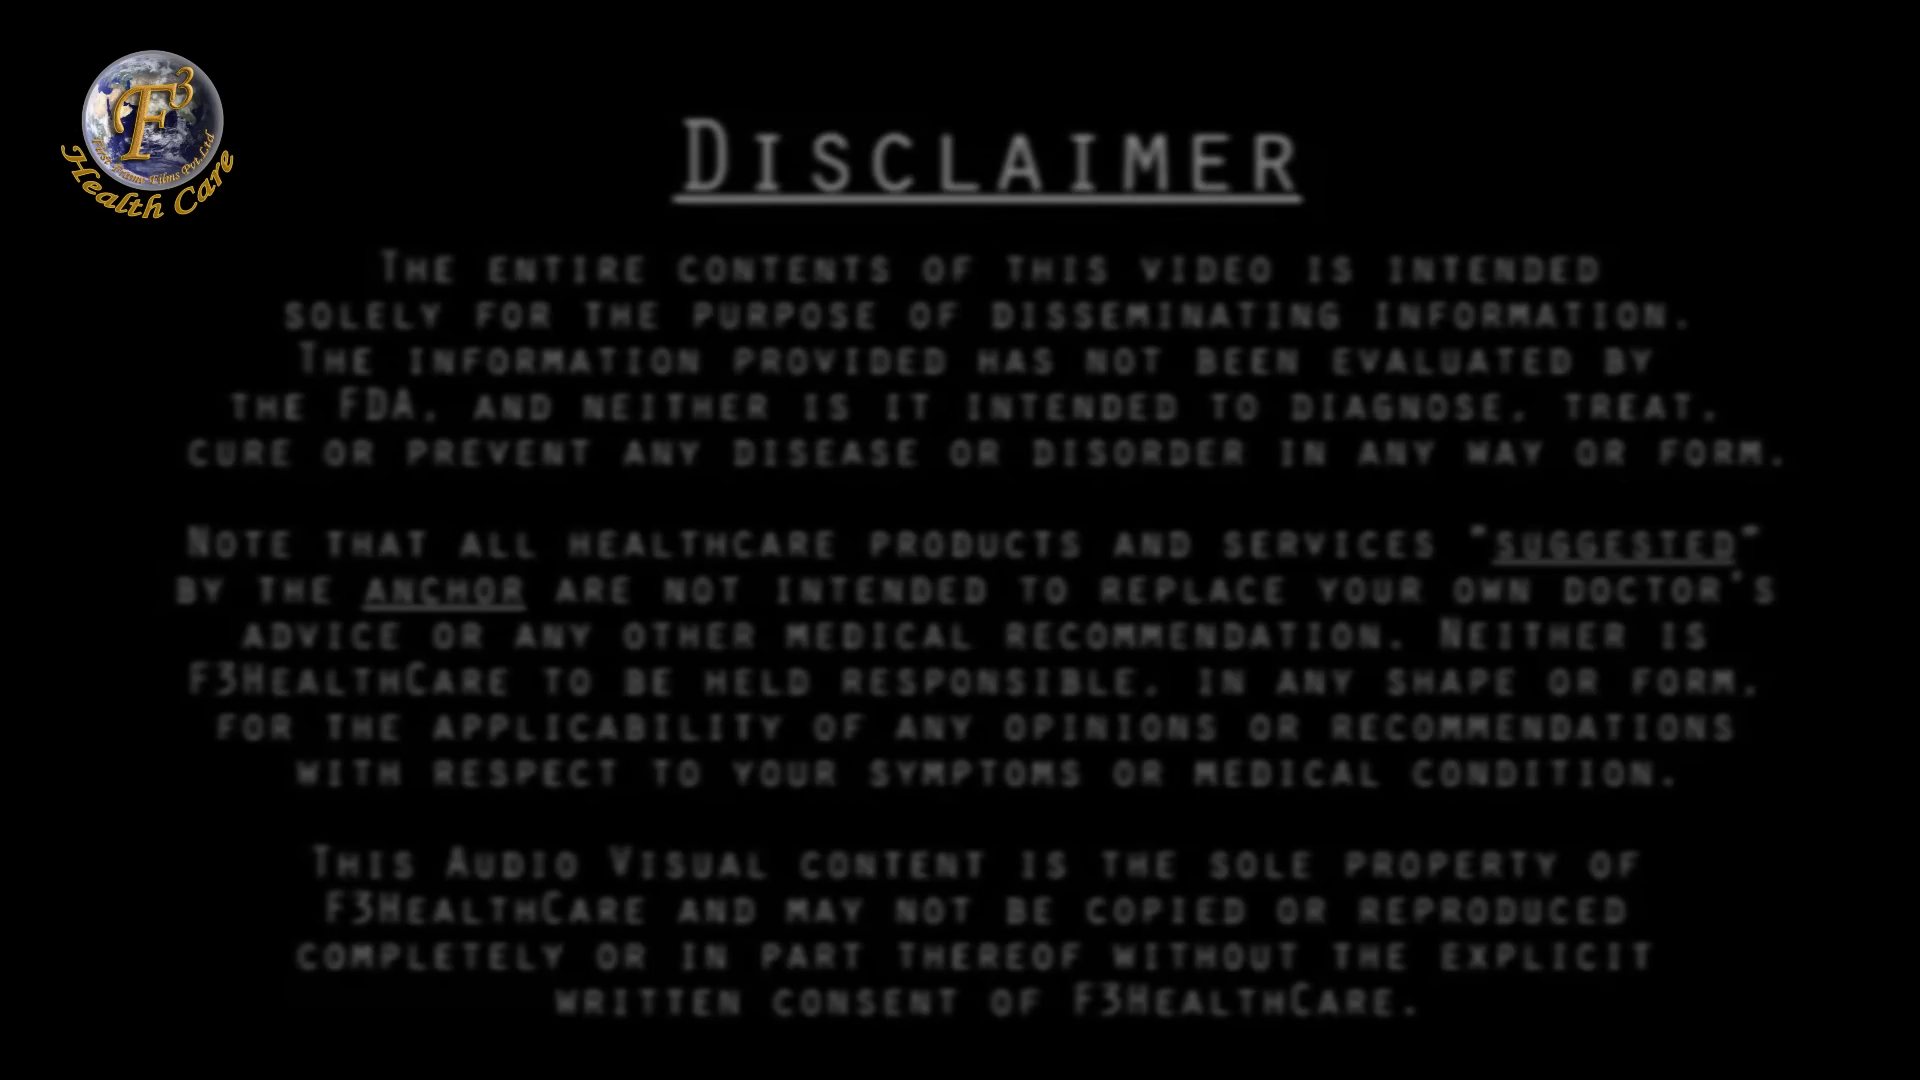 F3
First Frame Films Pvt.Ltd
Health Care
Disclaimer
The entire contents of this video is intended
solely for the purpose of disseminating information.
The information provided has not been evaluated by
the FDA, and neither is it intended to diagnose, treat,
cure or prevent any disease or disorder in any way or form.
Note that all healthcare products and services "suggested"
by the anchor are not intended to replace your own doctor's
advice or any other medical recommendation. Neither is
F3HealthCare to be held responsible, in any shape or form,
for the applicability of any opinions or recommendations
with respect to your symptoms or medical condition.
This Audio Visual content is the sole property of
F3HealthCare and may not be copied or reproduced
completely or in part thereof without the explicit
written consent of F3HealthCare.